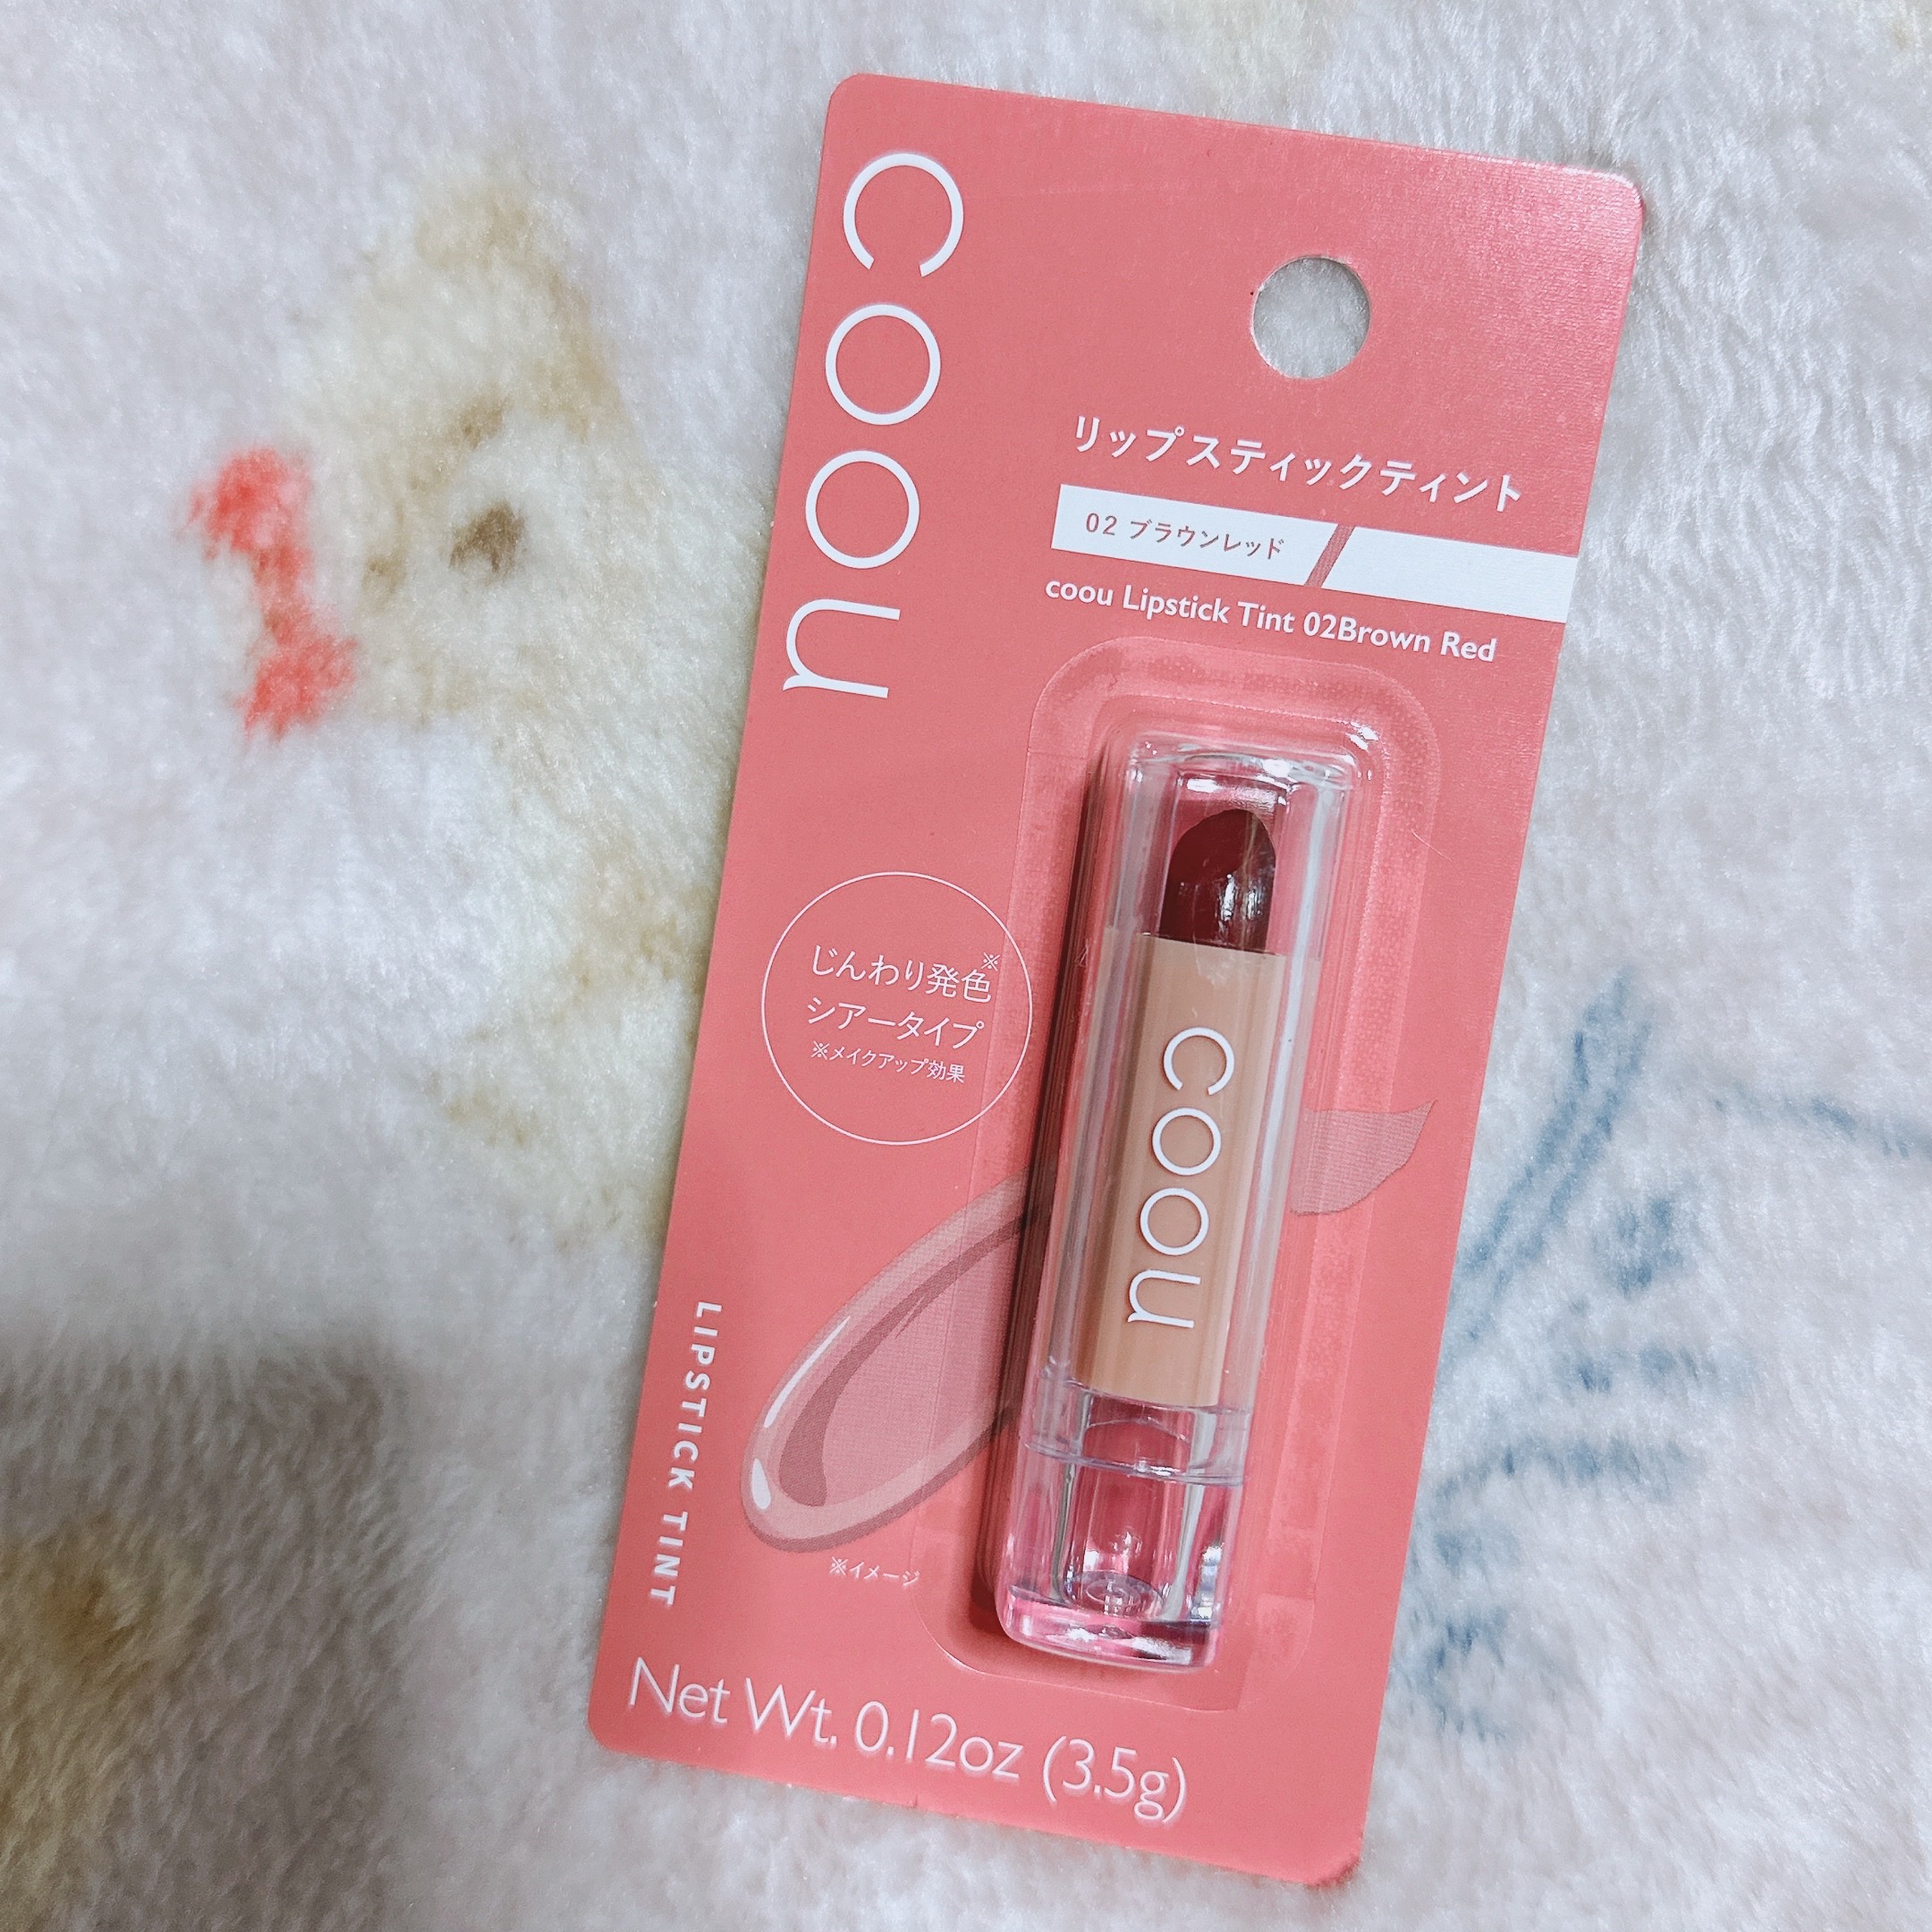 coou
リップスティックティント
02 ブラウンレッド
coou Lipstick Tint 02Brown Red
じんわり発色※
シアータイプ
※メイクアップ効果
coou
LIPSTICK TINT
※イメージ
Net Wt. 0.12oz (3.5g)